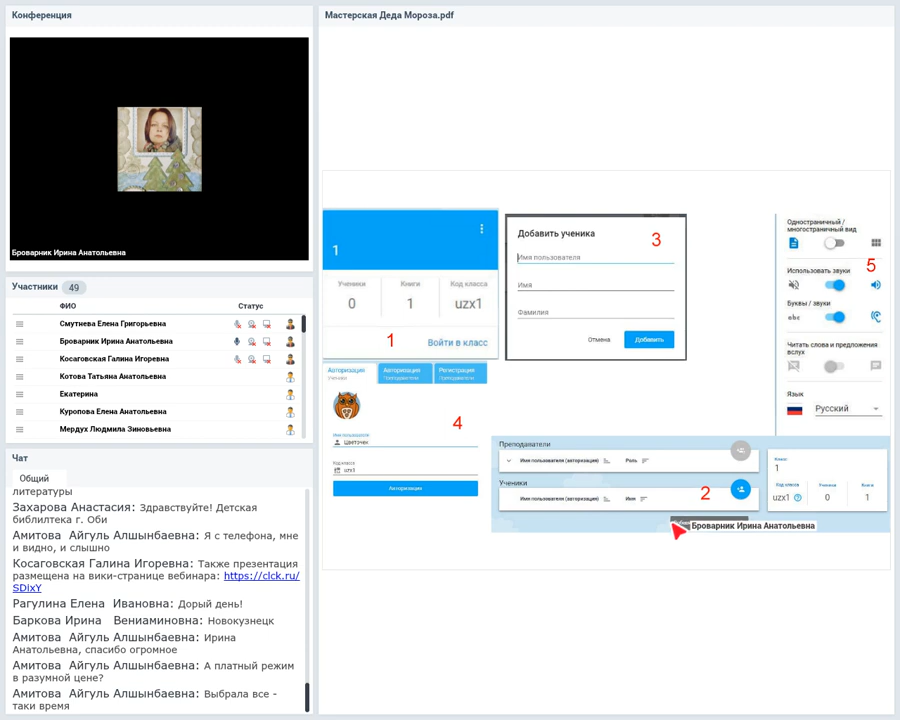 Конференция
Броварник Ирина Анатольевна
Участники 49
ФИО Статус
Смутнева Елена Григорьевна
Броварник Ирина Анатольевна
Косаговская Галина Игоревна
Котова Татьяна Анатольевна
Екатерина
Куропова Елена Анатольевна
Мердух Людмила Зиновьевна
Чат
Общий
литературы
Захарова Анастасия: Здравствуйте! Детская
библиотека г. Оби
Амитова Айгуль Алшынбаевна: Я с телефона, мне
и видно, и слышно
Косаговская Галина Игоревна: Также презентация
размещена на вики-странице вебинара: https://clck.ru/
SDixY
Рагулина Елена Ивановна: Дорый день!
Баркова Ирина Вениаминовна: Новокузнецк
Амитова Айгуль Алшынбаевна: Ирина
Анатольевна, спасибо огромное
Амитова Айгуль Алшынбаевна: А платный режим
в разумной цене?
Амитова Айгуль Алшынбаевна: Выбрала все -
таки время
Мастерская Деда Мороза.pdf
1
Ученики Книги Код класса
0 1 uzx1
1 Войти в класс
Добавить ученика
3
Имя пользователя
Имя
Фамилия
Отмена Добавить
Одностраничный /
многостраничный вид
5
Использовать звуки
Буквы / звуки
abc
Читать слова и предложения
вслух
Язык
Русский
Авторизация Авторизация Регистрация
Ученики Преподаватели Преподаватели
4
Имя пользователя
Цветочек
Код класса
uzx1
Авторизация
Преподаватели
Имя пользователя (авторизация) Роль
Ученики
Имя пользователя (авторизация) Имя
2
Класс
1
Код класса Ученики Книги
uzx1 0 1
Броварник Ирина Анатольевна